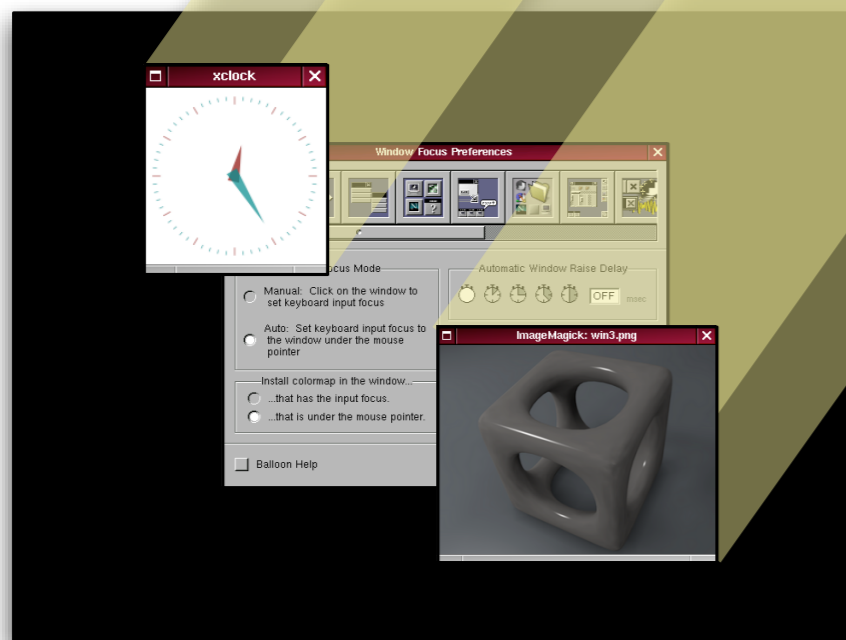 xclock
Window Focus Preferences
ocus Mode
Manual: Click on the window to
set keyboard input focus
Auto: Set keyboard input focus to
the window under the mouse
pointer
Automatic Window Raise Delay
OFF
msec
Install colormap in the window...
...that has the input focus.
...that is under the mouse pointer.
Balloon Help
ImageMagick: win3.png